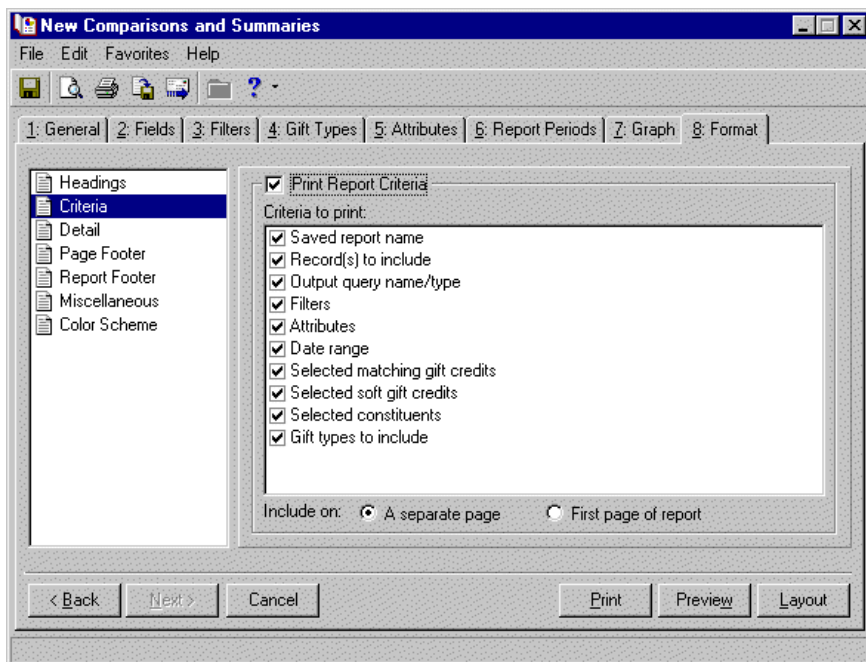 New Comparisons and Summaries
File Edit Favorites Help
?
1: General 2: Fields 3: Filters 4: Gift Types 5: Attributes 6: Report Periods 7: Graph 8: Format
Headings
Criteria
Detail
Page Footer
Report Footer
Miscellaneous
Color Scheme
Print Report Criteria
Criteria to print:
Saved report name
Record(s) to include
Output query name/type
Filters
Attributes
Date range
Selected matching gift credits
Selected soft gift credits
Selected constituents
Gift types to include
Include on: A separate page First page of report
< Back Next > Cancel Print Preview Layout